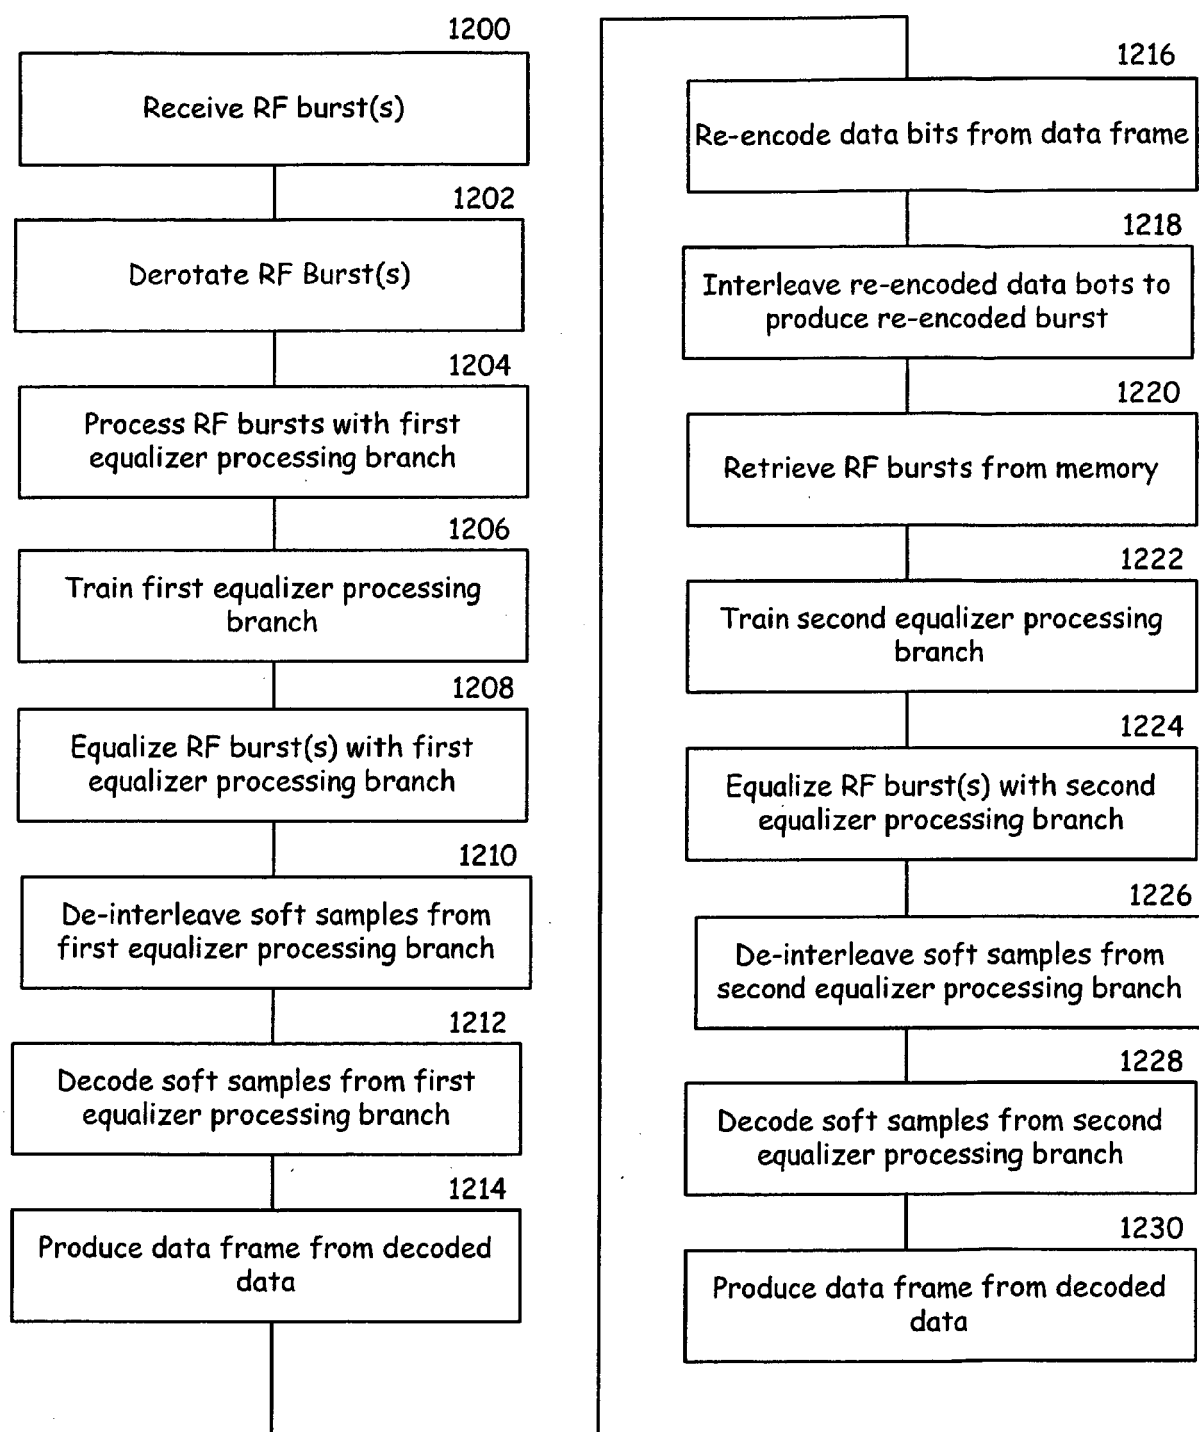 1200
Receive RF burst(s)
1202
Derotate RF Burst(s)
1204
Process RF bursts with first
equalizer processing branch
1206
Train first equalizer processing
branch
1208
Equalize RF burst(s) with first
equalizer processing branch
1210
De-interleave soft samples from
first equalizer processing branch
1212
Decode soft samples from first
equalizer processing branch
1214
Produce data frame from decoded
data
1216
Re-encode data bits from data frame
1218
Interleave re-encoded data bots to
produce re-encoded burst
1220
Retrieve RF bursts from memory
1222
Train second equalizer processing
branch
1224
Equalize RF burst(s) with second
equalizer processing branch
1226
De-interleave soft samples from
second equalizer processing branch
1228
Decode soft samples from second
equalizer processing branch
1230
Produce data frame from decoded
data